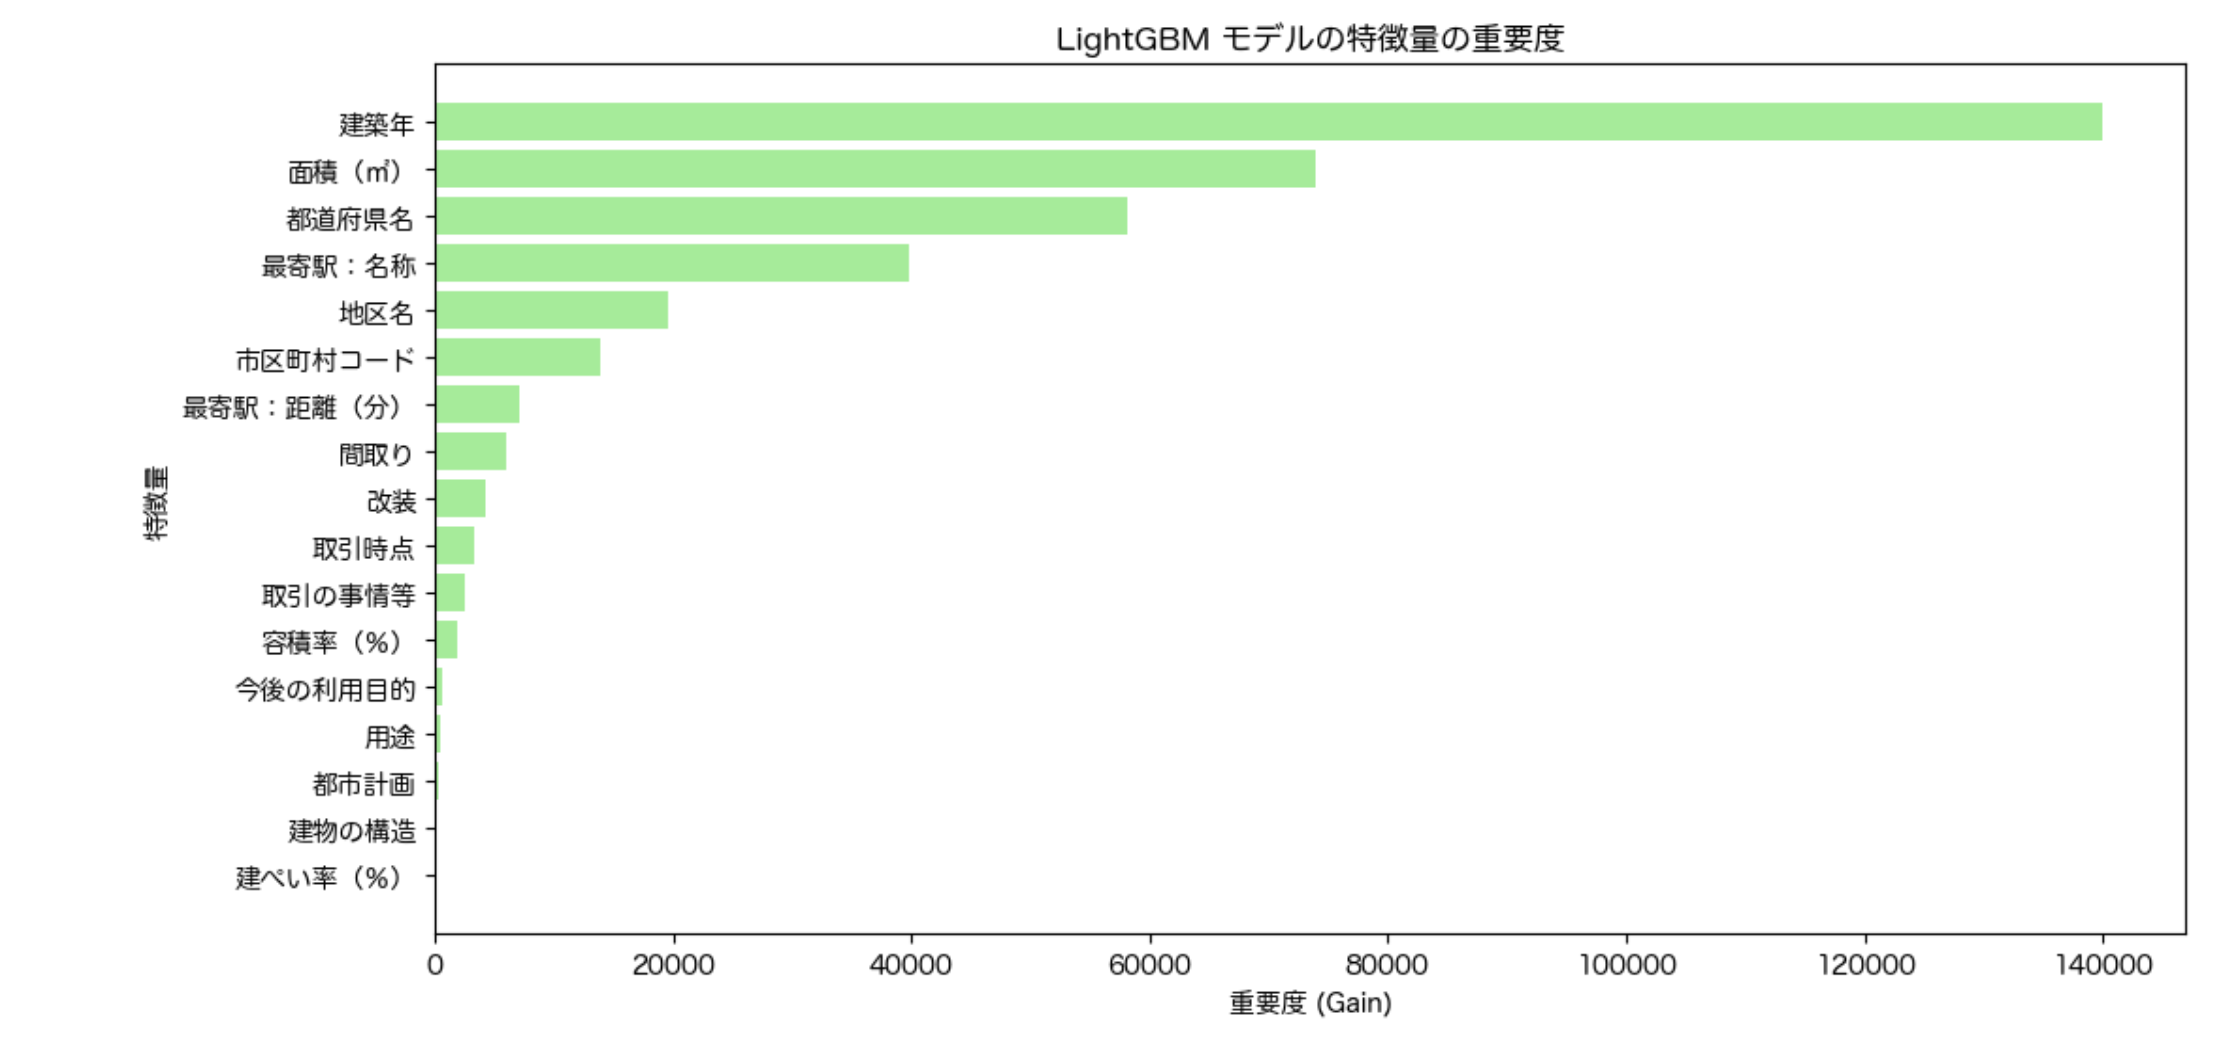 LightGBM モデルの特徴量の重要度
特徴量
建築年
面積（㎡）
都道府県名
最寄駅：名称
地区名
市区町村コード
最寄駅：距離（分）
間取り
改装
取引時点
取引の事情等
容積率（%）
今後の利用目的
用途
都市計画
建物の構造
建ぺい率（%）
0 20000 40000 60000 80000 100000 120000 140000
重要度 (Gain)